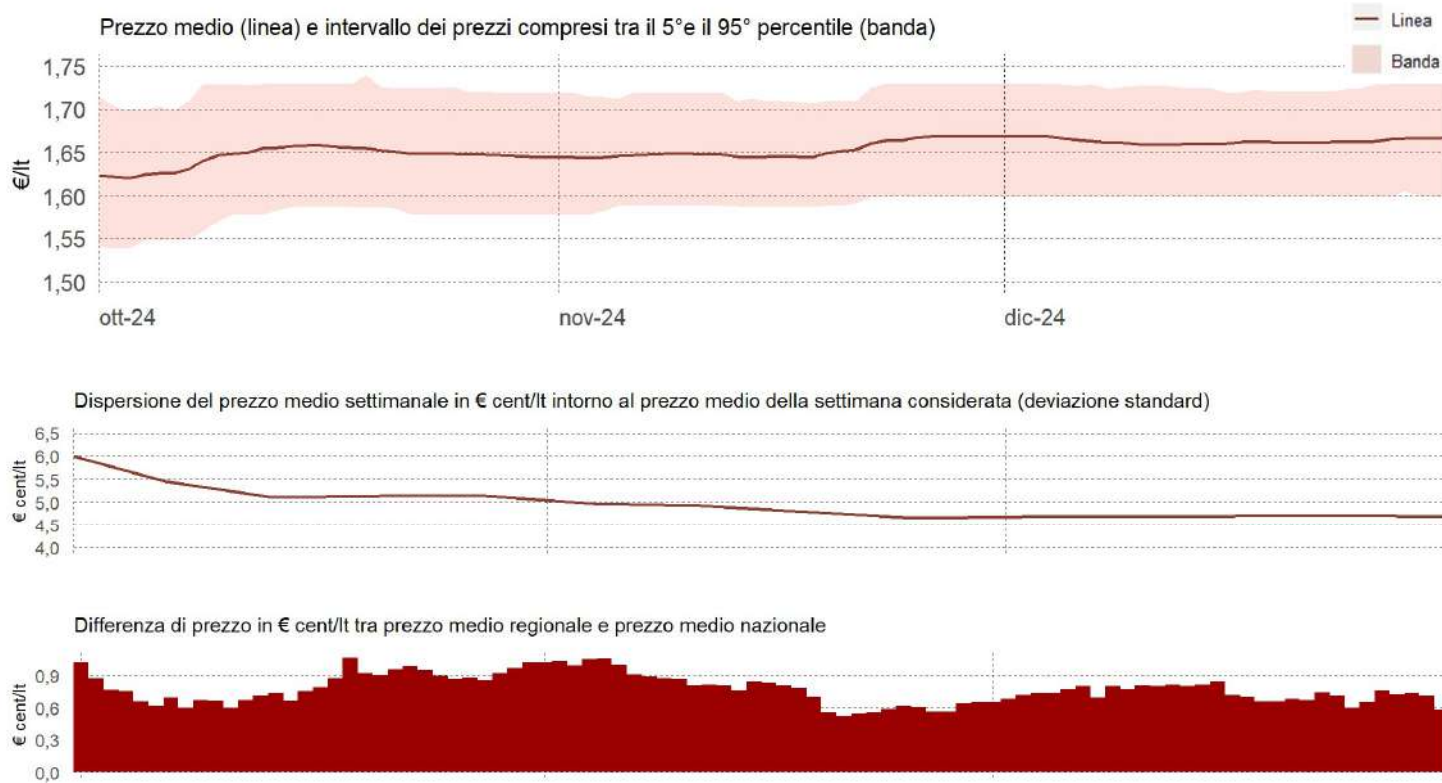 Prezzo medio (linea) e intervallo dei prezzi compresi tra il 5°e il 95° percentile (banda)
Linea
Banda
€/lt
1,75
1,70
1,65
1,60
1,55
1,50
ott-24 nov-24 dic-24
Dispersione del prezzo medio settimanale in € cent/lt intorno al prezzo medio della settimana considerata (deviazione standard)
€ cent/lt
6,5
6,0
5,5
5,0
4,5
4,0
Differenza di prezzo in € cent/lt tra prezzo medio regionale e prezzo medio nazionale
€ cent/lt
0,9
0,6
0,3
0,0